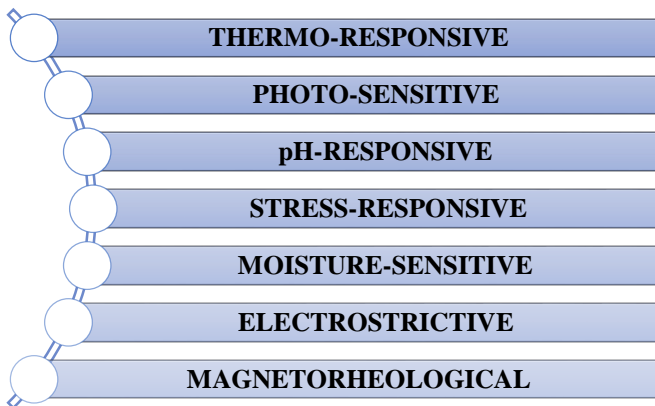 THERMO-RESPONSIVE
PHOTO-SENSITIVE
pH-RESPONSIVE
STRESS-RESPONSIVE
MOISTURE-SENSITIVE
ELECTROSTRICTIVE
MAGNETORHEOLOGICAL